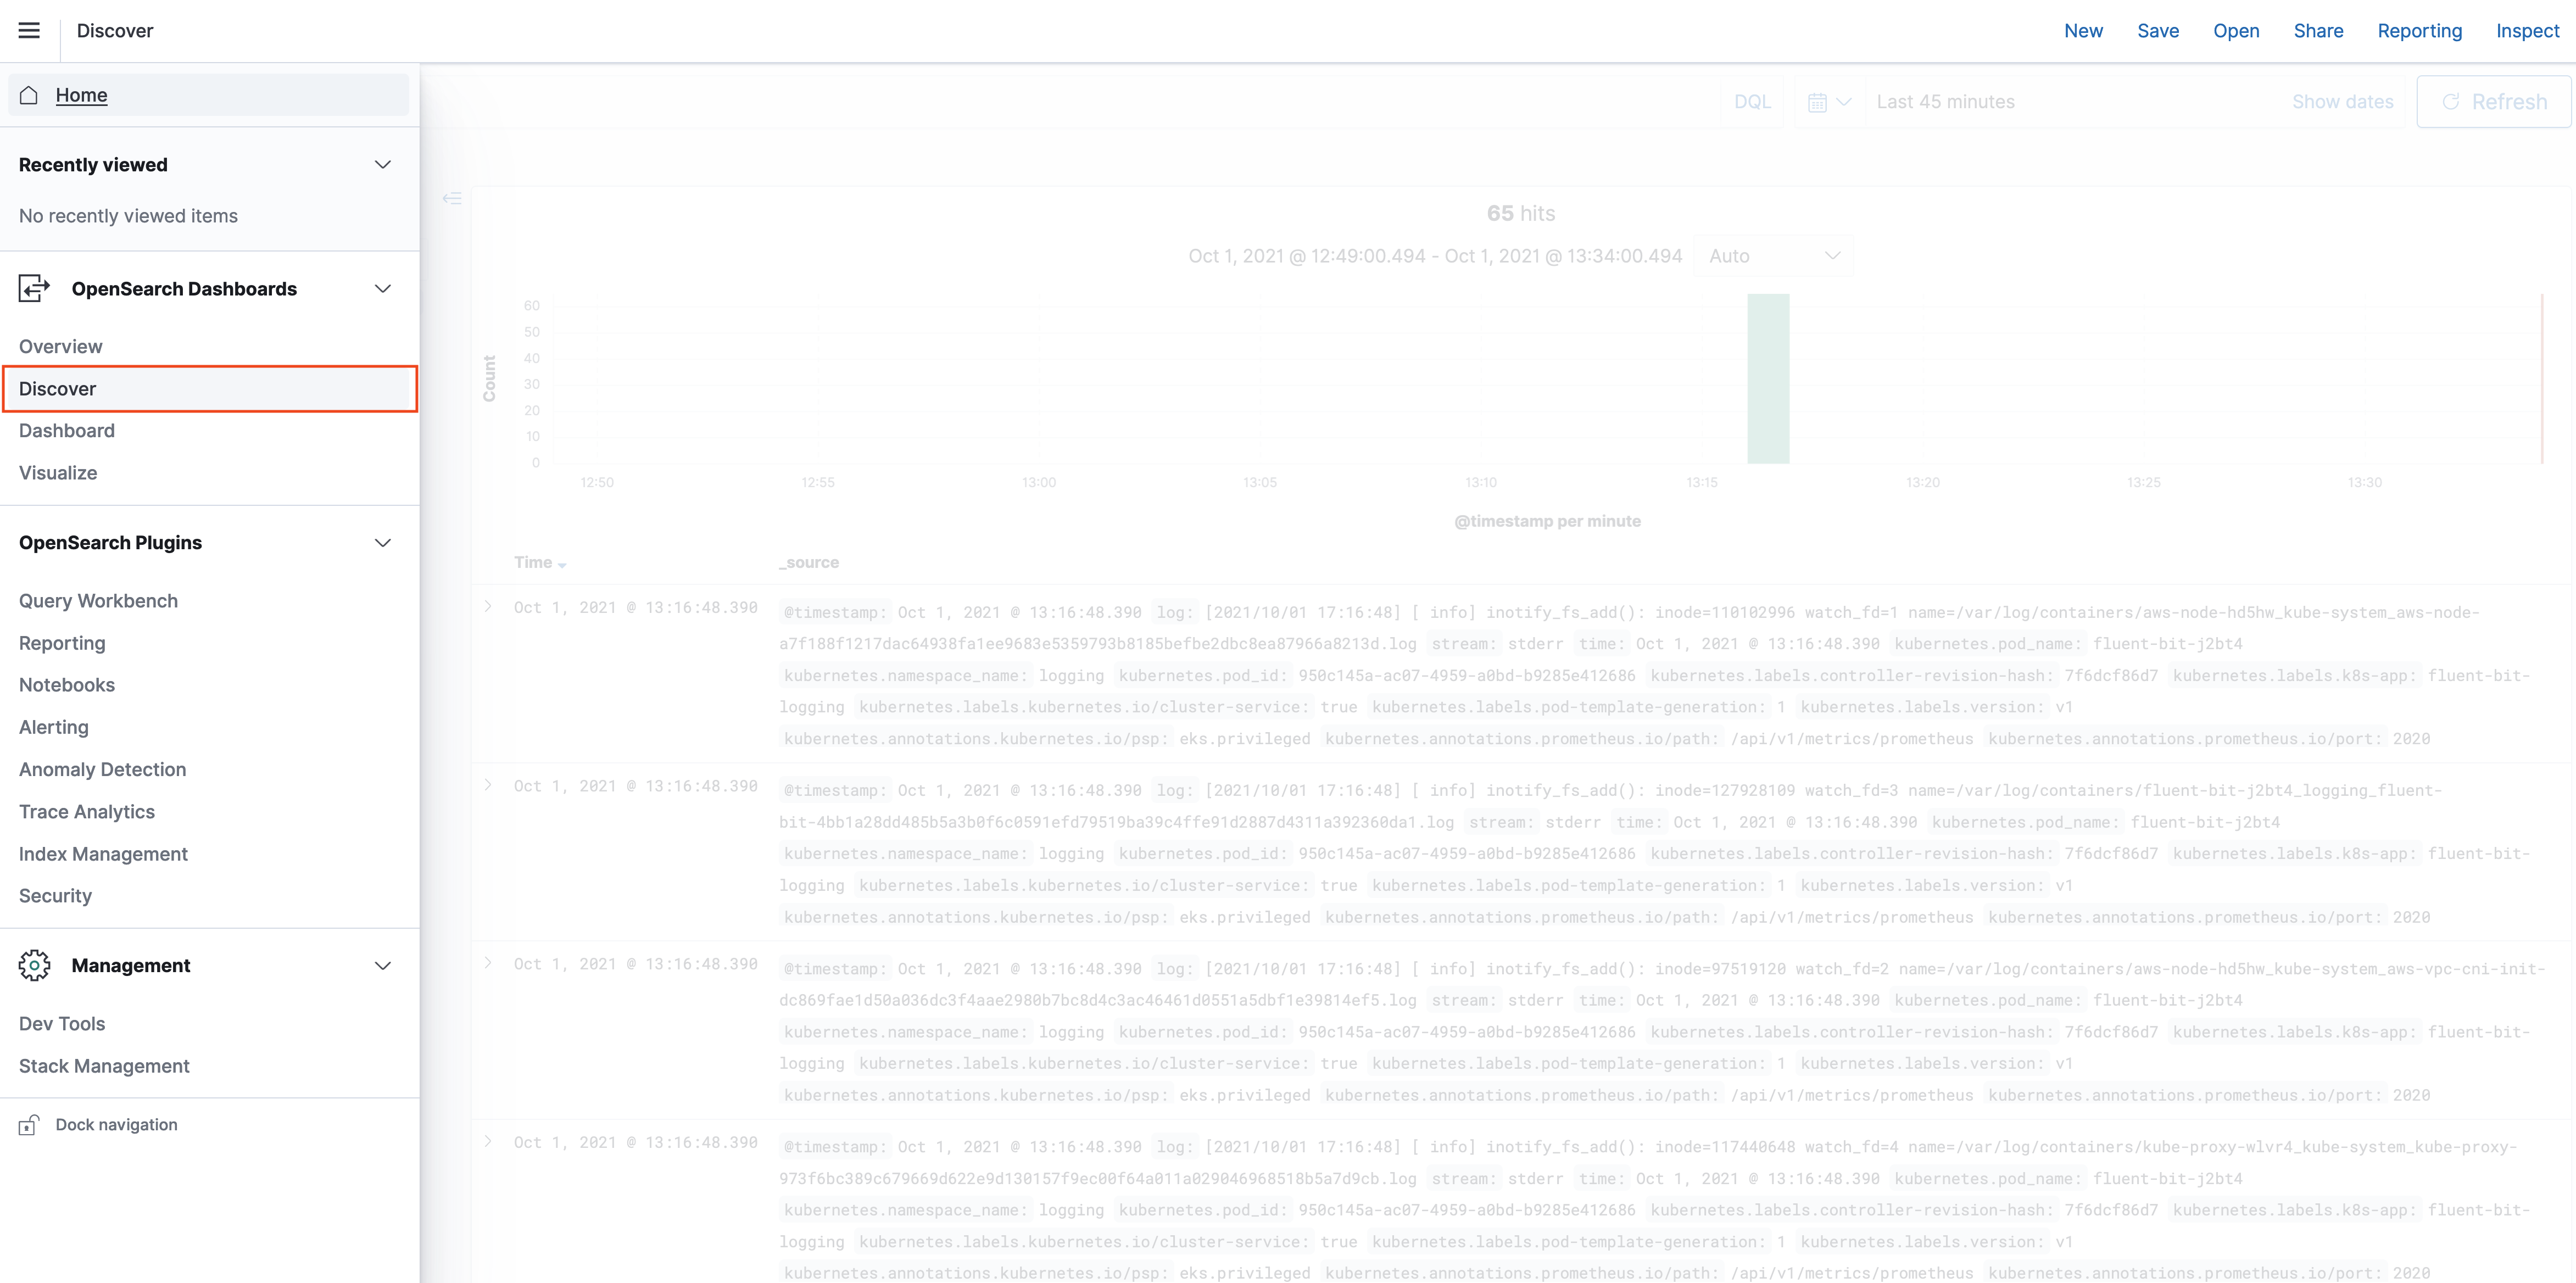 Discover
New Save Open Share Reporting Inspect
Home
Recently viewed
No recently viewed items
OpenSearch Dashboards
Overview
Discover
Dashboard
Visualize
OpenSearch Plugins
Query Workbench
Reporting
Notebooks
Alerting
Anomaly Detection
Trace Analytics
Index Management
Security
Management
Dev Tools
Stack Management
Dock navigation
DQL Last 45 minutes Show dates Refresh
65 hits
Oct 1, 2021 @ 12:49:00.494 - Oct 1, 2021 @ 13:34:00.494 Auto
Count
60
50
40
30
20
10
0
12:50 12:55 13:00 13:05 13:10 13:15 13:20 13:25 13:30
@timestamp per minute
Time _source
Oct 1, 2021 @ 13:16:48.390 @timestamp: Oct 1, 2021 @ 13:16:48.390 log: [2021/10/01 17:16:48] [ info] inotify_fs_add(): inode=110102996 watch_fd=1 name=/var/log/containers/aws-node-hd5hw_kube-system_aws-node-
a7f188f1217dac64938fa1ee9683e5359793b8185befbe2dbc8ea87966a8213d.log stream: stderr time: Oct 1, 2021 @ 13:16:48.390 kubernetes.pod_name: fluent-bit-j2bt4
kubernetes.namespace_name: logging kubernetes.pod_id: 950c145a-ac07-4959-a0bd-b9285e412686 kubernetes.labels.controller-revision-hash: 7f6dcf86d7 kubernetes.labels.k8s-app: fluent-bit-
logging kubernetes.labels.kubernetes.io/cluster-service: true kubernetes.labels.pod-template-generation: 1 kubernetes.labels.version: v1
kubernetes.annotations.kubernetes.io/psp: eks.privileged kubernetes.annotations.prometheus.io/path: /api/v1/metrics/prometheus kubernetes.annotations.prometheus.io/port: 2020
Oct 1, 2021 @ 13:16:48.390 @timestamp: Oct 1, 2021 @ 13:16:48.390 log: [2021/10/01 17:16:48] [ info] inotify_fs_add(): inode=127928109 watch_fd=3 name=/var/log/containers/fluent-bit-j2bt4_logging_fluent-
bit-4bb1a28dd485b5a3b0f6c0591efd79519ba39c4ffe91d2887d4311a392360da1.log stream: stderr time: Oct 1, 2021 @ 13:16:48.390 kubernetes.pod_name: fluent-bit-j2bt4
kubernetes.namespace_name: logging kubernetes.pod_id: 950c145a-ac07-4959-a0bd-b9285e412686 kubernetes.labels.controller-revision-hash: 7f6dcf86d7 kubernetes.labels.k8s-app: fluent-bit-
logging kubernetes.labels.kubernetes.io/cluster-service: true kubernetes.labels.pod-template-generation: 1 kubernetes.labels.version: v1
kubernetes.annotations.kubernetes.io/psp: eks.privileged kubernetes.annotations.prometheus.io/path: /api/v1/metrics/prometheus kubernetes.annotations.prometheus.io/port: 2020
Oct 1, 2021 @ 13:16:48.390 @timestamp: Oct 1, 2021 @ 13:16:48.390 log: [2021/10/01 17:16:48] [ info] inotify_fs_add(): inode=97519120 watch_fd=2 name=/var/log/containers/aws-node-hd5hw_kube-system_aws-vpc-cni-init-
dc869fae1d50a036dc3f4aae2980b7bc8d4c3ac46461d0551a5dbf1e39814ef5.log stream: stderr time: Oct 1, 2021 @ 13:16:48.390 kubernetes.pod_name: fluent-bit-j2bt4
kubernetes.namespace_name: logging kubernetes.pod_id: 950c145a-ac07-4959-a0bd-b9285e412686 kubernetes.labels.controller-revision-hash: 7f6dcf86d7 kubernetes.labels.k8s-app: fluent-bit-
logging kubernetes.labels.kubernetes.io/cluster-service: true kubernetes.labels.pod-template-generation: 1 kubernetes.labels.version: v1
kubernetes.annotations.kubernetes.io/psp: eks.privileged kubernetes.annotations.prometheus.io/path: /api/v1/metrics/prometheus kubernetes.annotations.prometheus.io/port: 2020
Oct 1, 2021 @ 13:16:48.390 @timestamp: Oct 1, 2021 @ 13:16:48.390 log: [2021/10/01 17:16:48] [ info] inotify_fs_add(): inode=117440648 watch_fd=4 name=/var/log/containers/kube-proxy-wlvr4_kube-system_kube-proxy-
973f6bc389c679669d622e9d130157f9ec00f64a011a029046968518b5a7d9cb.log stream: stderr time: Oct 1, 2021 @ 13:16:48.390 kubernetes.pod_name: fluent-bit-j2bt4
kubernetes.namespace_name: logging kubernetes.pod_id: 950c145a-ac07-4959-a0bd-b9285e412686 kubernetes.labels.controller-revision-hash: 7f6dcf86d7 kubernetes.labels.k8s-app: fluent-bit-
logging kubernetes.labels.kubernetes.io/cluster-service: true kubernetes.labels.pod-template-generation: 1 kubernetes.labels.version: v1
kubernetes.annotations.kubernetes.io/psp: eks.privileged kubernetes.annotations.prometheus.io/path: /api/v1/metrics/prometheus kubernetes.annotations.prometheus.io/port: 2020